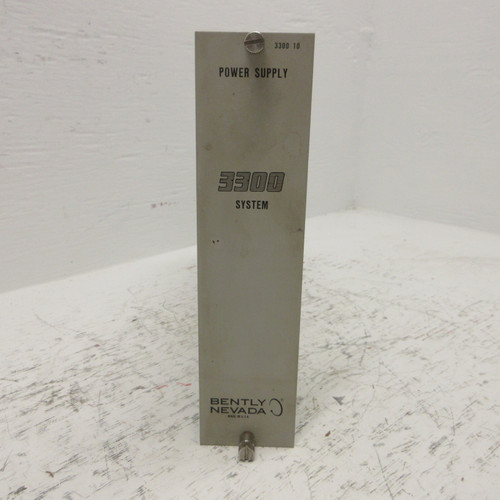 3300 10
POWER SUPPLY
3300
SYSTEM
BENTLY
NEVADA